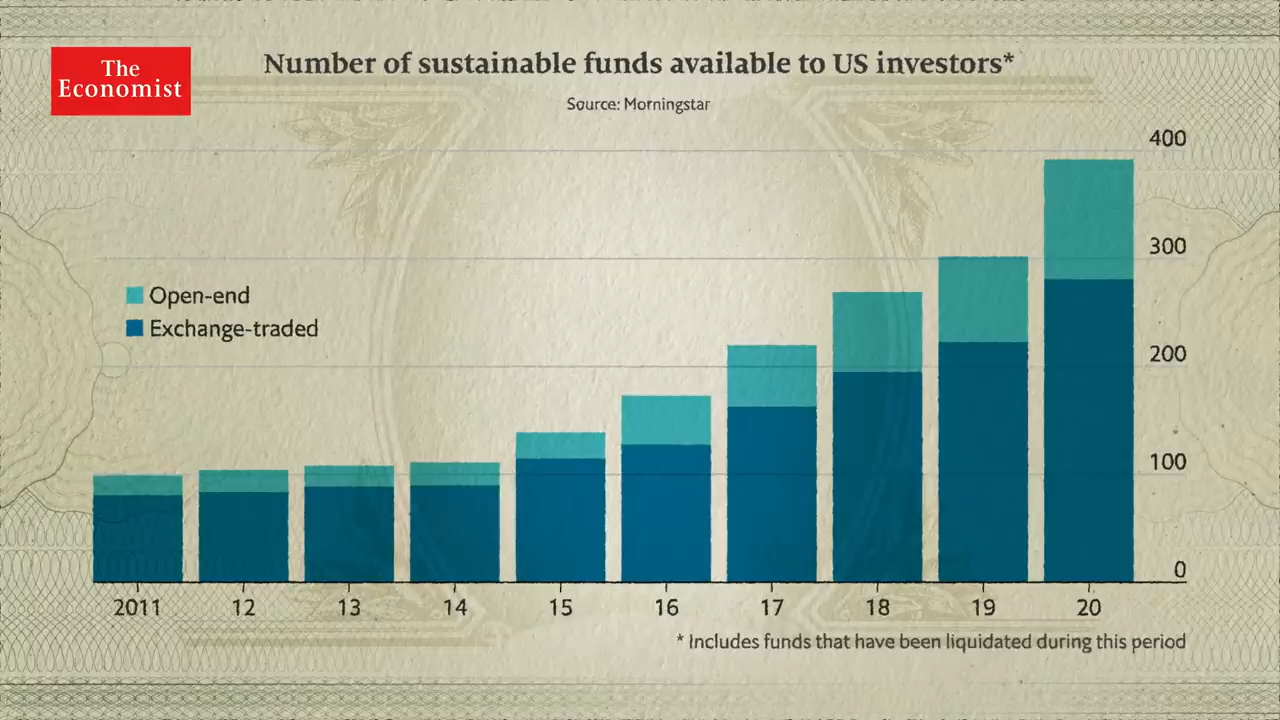 The
Economist
Number of sustainable funds available to US investors*
Source: Morningstar
400
300
Open-end
Exchange-traded
200
100
0
2011 12 13 14 15 16 17 18 19 20
* Includes funds that have been liquidated during this period